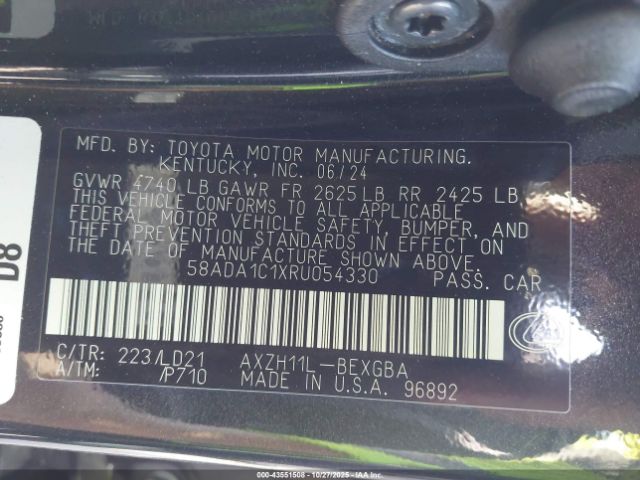 MFD. BY: TOYOTA MOTOR MANUFACTURING.
KENTUCKY, INC. 06/24
GVWR 4740 LB GAWR FR 2625 LB RR 2425 LB
THIS VEHICLE CONFORMS TO ALL APPLICABLE
FEDERAL MOTOR VEHICLE SAFETY, BUMPER, AND
THEFT PREVENTION STANDARDS IN EFFECT ON
THE DATE OF MANUFACTURE SHOWN ABOVE.
58ADA1C1XRU054330 PASS. CAR
C/TR: 223/LD21 AXZH11L-BEXGBA
A/TM: /P710 MADE IN U.S.A. 96892
000-43551508 - 10/27/2025 - IAAI.COM